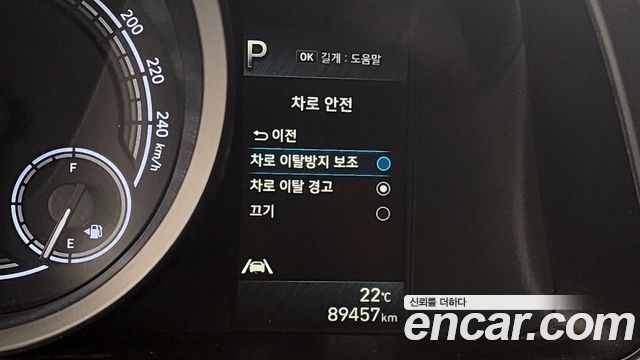 200
220
240
km/h
F
E
P
OK 길게 : 도움말
차로 안전
이전
차로 이탈방지 보조
차로 이탈 경고
끄기
22℃
89457 km
신뢰를 더하다
encar.com